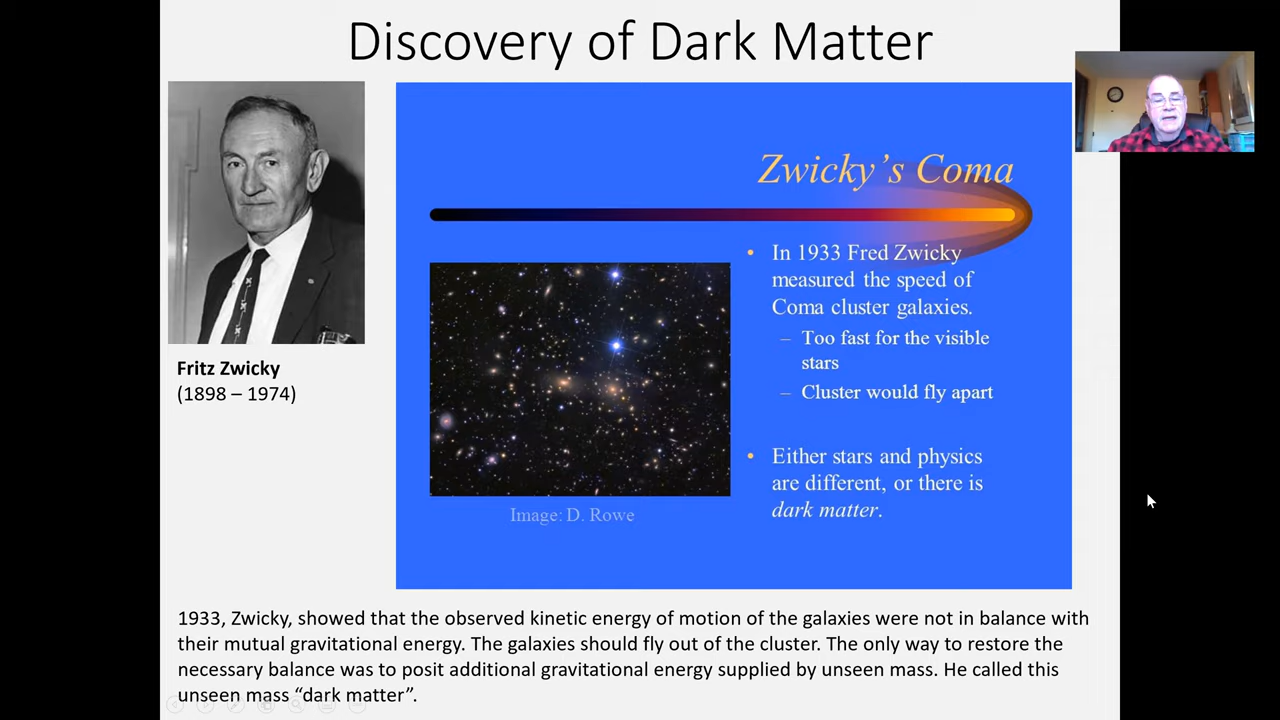 Discovery of Dark Matter
Fritz Zwicky
(1898 – 1974)
Zwicky’s Coma
• In 1933 Fred Zwicky
measured the speed of
Coma cluster galaxies.
– Too fast for the visible
stars
– Cluster would fly apart
• Either stars and physics
are different, or there is
dark matter.
Image: D. Rowe
1933, Zwicky, showed that the observed kinetic energy of motion of the galaxies were not in balance with
their mutual gravitational energy. The galaxies should fly out of the cluster. The only way to restore the
necessary balance was to posit additional gravitational energy supplied by unseen mass. He called this
unseen mass “dark matter”.